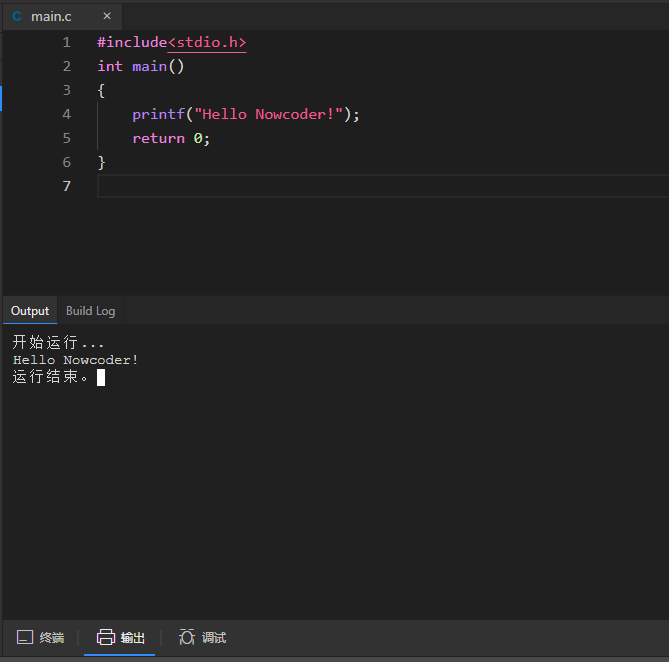 C main.c ×
1 #include<stdio.h>
2 int main()
3 {
4     printf("Hello Nowcoder!");
5     return 0;
6 }
7
Output Build Log
开始运行...
Hello Nowcoder!
运行结束。
终端 输出 调试